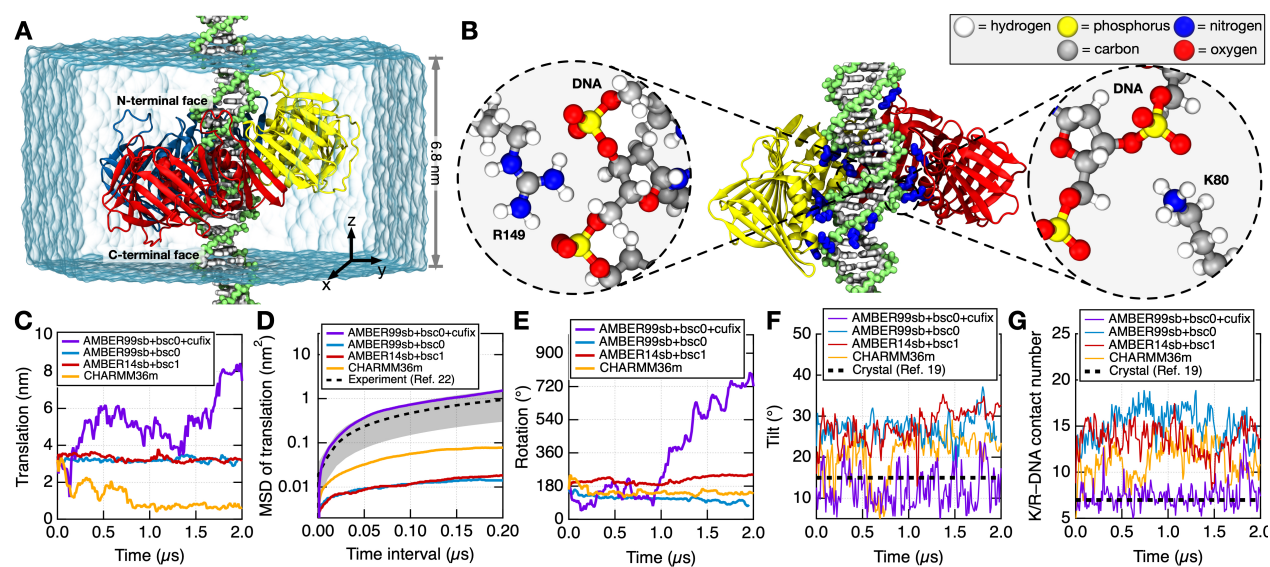 A
N-terminal face
C-terminal face
6.8 nm
z
y
x
B
= hydrogen
= phosphorus
= nitrogen
= carbon
= oxygen
DNA
R149
DNA
K80
C
AMBER99sb+bsc0+cufix
AMBER99sb+bsc0
AMBER14sb+bsc1
CHARMM36m
Translation (nm)
10
8
6
4
2
0
0.0
0.5
1.0
1.5
2.0
Time (µs)
D
AMBER99sb+bsc0+cufix
AMBER99sb+bsc0
AMBER14sb+bsc1
CHARMM36m
Experiment (Ref. 22)
MSD of translation (nm²)
10
1
0.1
0.01
0.00
0.05
0.10
0.15
0.20
Time interval (µs)
E
AMBER99sb+bsc0+cufix
AMBER99sb+bsc0
AMBER14sb+bsc1
CHARMM36m
Rotation (°)
900
720
540
360
180
0
0.0
0.5
1.0
1.5
2.0
Time (µs)
F
AMBER99sb+bsc0+cufix
AMBER99sb+bsc0
AMBER14sb+bsc1
CHARMM36m
Crystal (Ref. 19)
Tilt (°)
50
40
30
20
10
0.0
0.5
1.0
1.5
2.0
Time (µs)
G
AMBER99sb+bsc0+cufix
AMBER99sb+bsc0
AMBER14sb+bsc1
CHARMM36m
Crystal (Ref. 19)
K/R–DNA contact number
25
20
15
10
5
0.0
0.5
1.0
1.5
2.0
Time (µs)